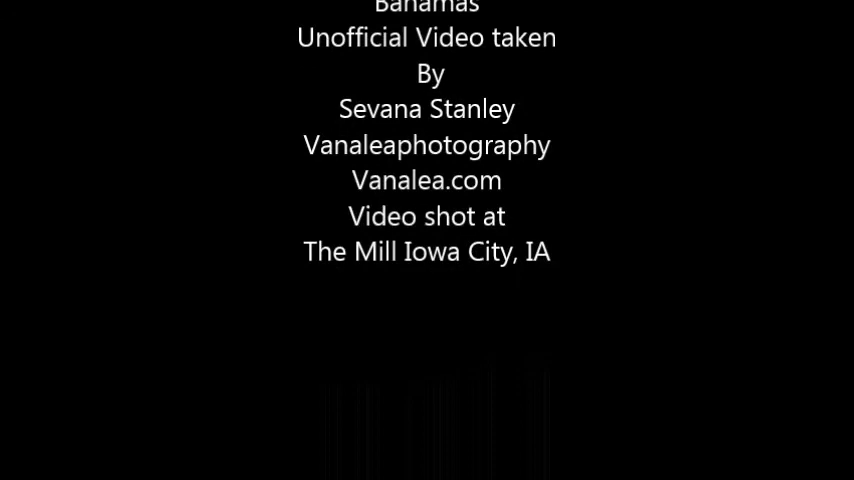 Bahamas
Unofficial Video taken
By
Sevana Stanley
Vanaleaphotography
Vanalea.com
Video shot at
The Mill Iowa City, IA